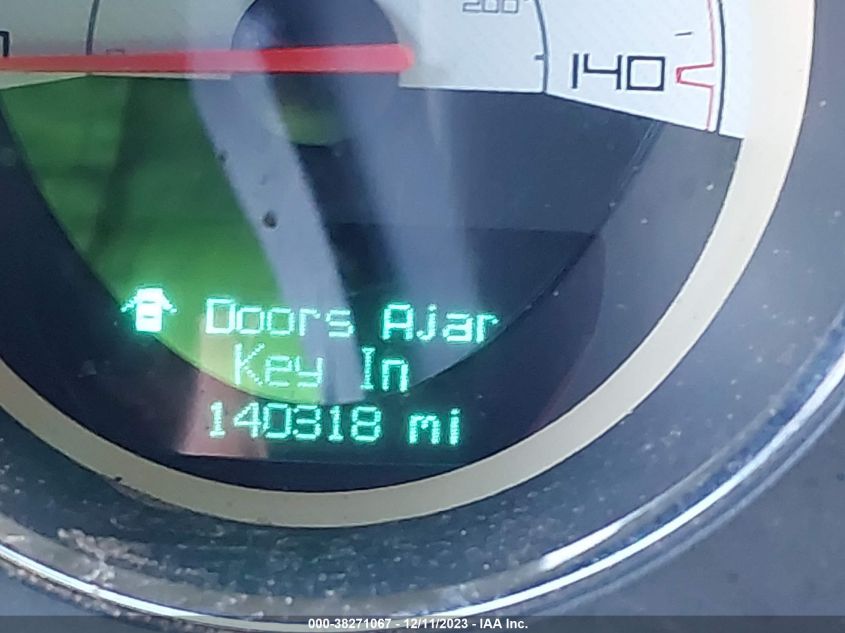 200
140
Doors Ajar
Key In
140318 mi
000-38271067 - 12/11/2023 - IAA Inc.